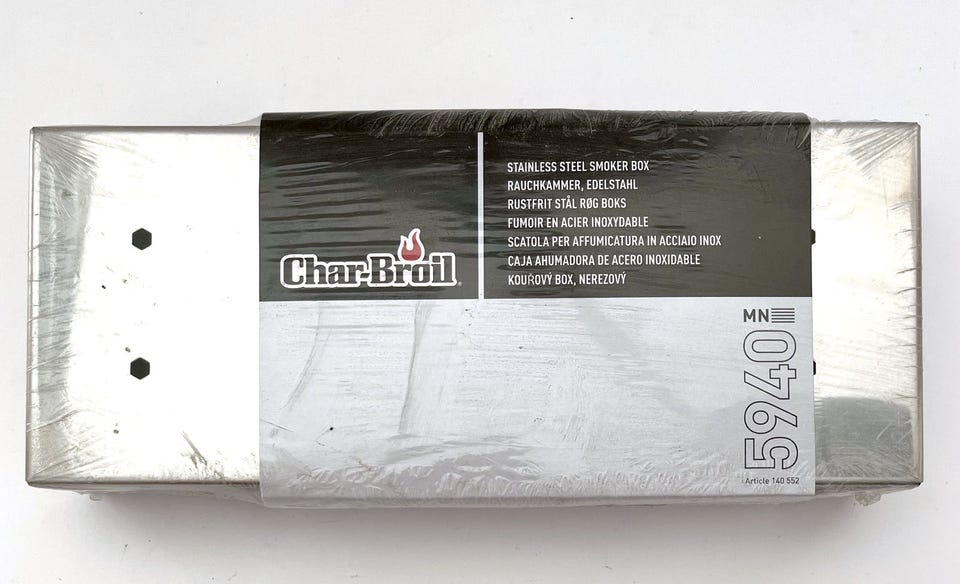 Char-Broil
STAINLESS STEEL SMOKER BOX
RAUCHKAMMER, EDELSTAHL
RUSTFRIT STÅL RØG BOKS
FUMOIR EN ACIER INOXYDABLE
SCATOLA PER AFFUMICATURA IN ACCIAIO INOX
CAJA AHUMADORA DE ACERO INOXIDABLE
KOUŘOVÝ BOX, NEREZOVÝ
MN
5940
Article 140 552